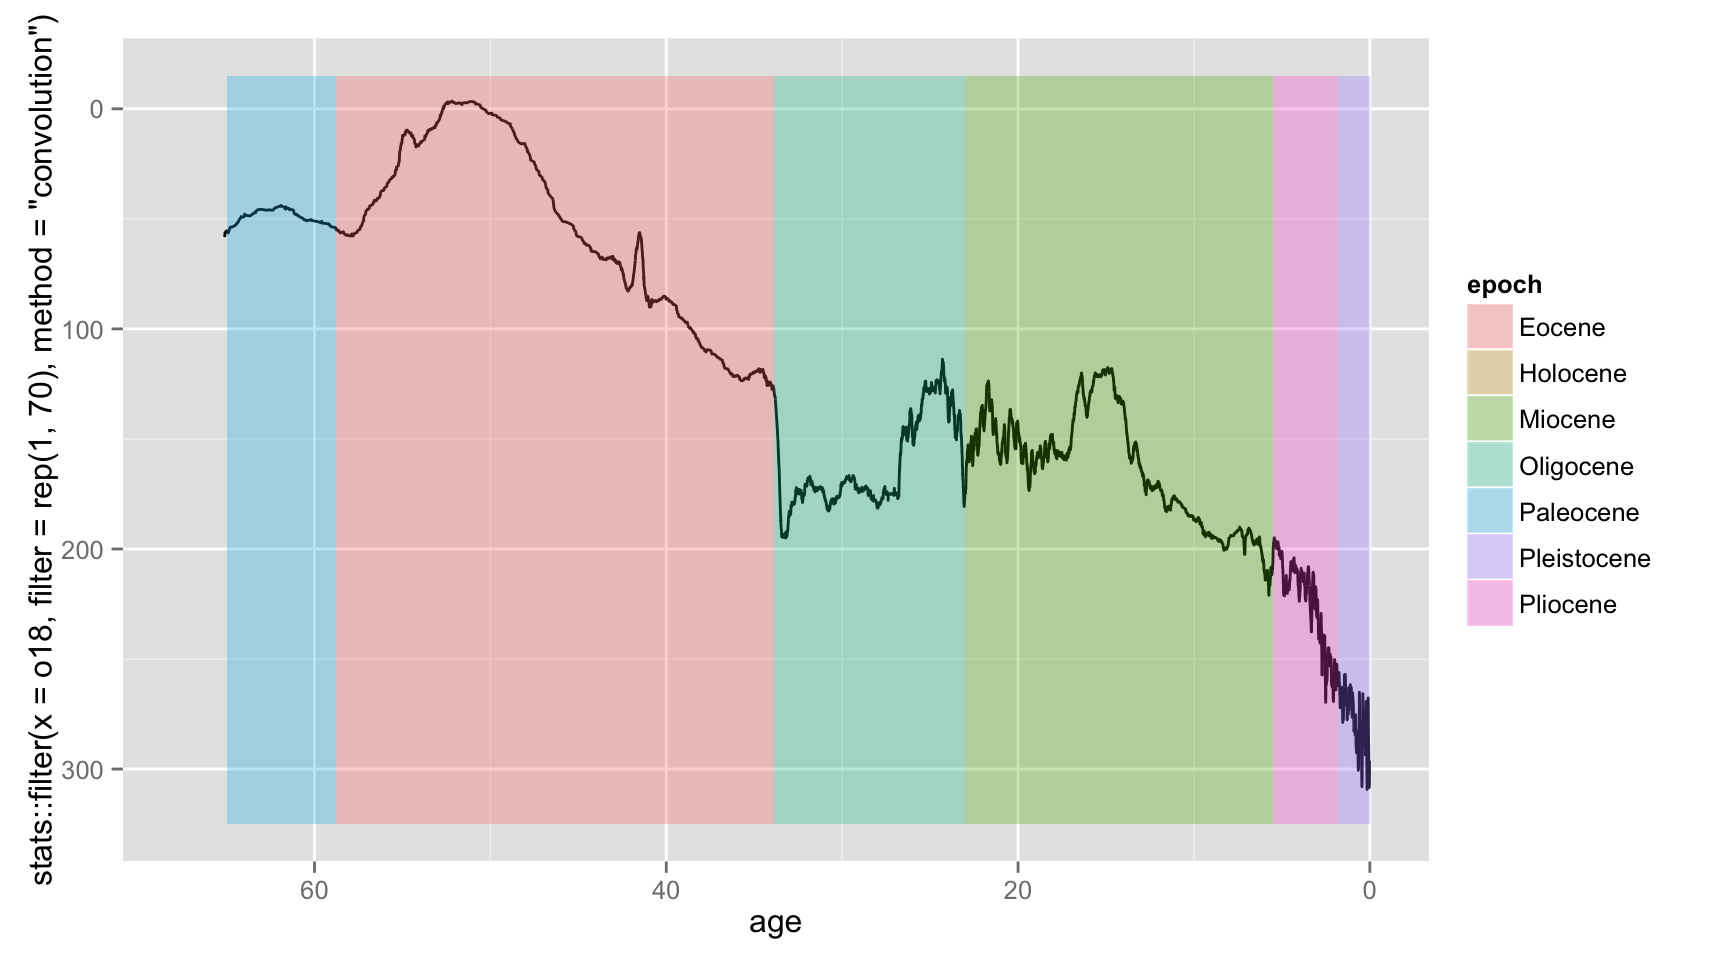 stats::filter(x = o18, filter = rep(1, 70), method = "convolution")
0
100
200
300
60
40
20
0
age
epoch
Eocene
Holocene
Miocene
Oligocene
Paleocene
Pleistocene
Pliocene